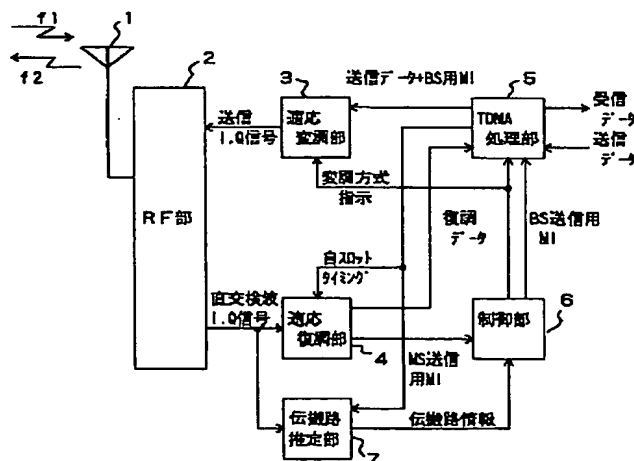 f1
f2
1
2
RF部
送信
I.Q信号
3
適応
変調部
送信データ+BS用MI
5
TDMA
処理部
受信
データ
送信
データ
変調方式
指示
復調
データ
BS送信用
MI
自スロット
タイミング
直交検波
I.Q信号
適応
復調部
4
MS送信
用MI
制御部
6
伝搬路
推定部
7
伝搬路情報